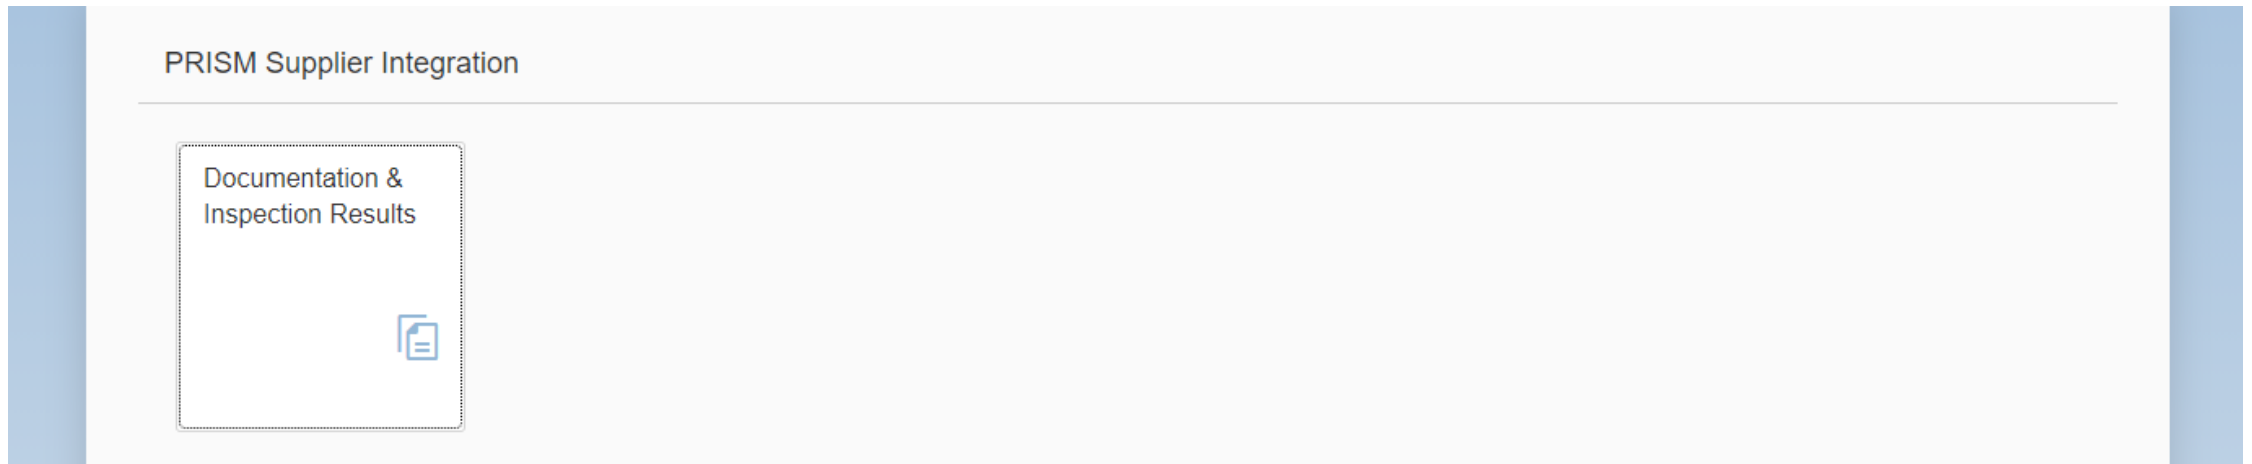 PRISM Supplier Integration
Documentation &
Inspection Results